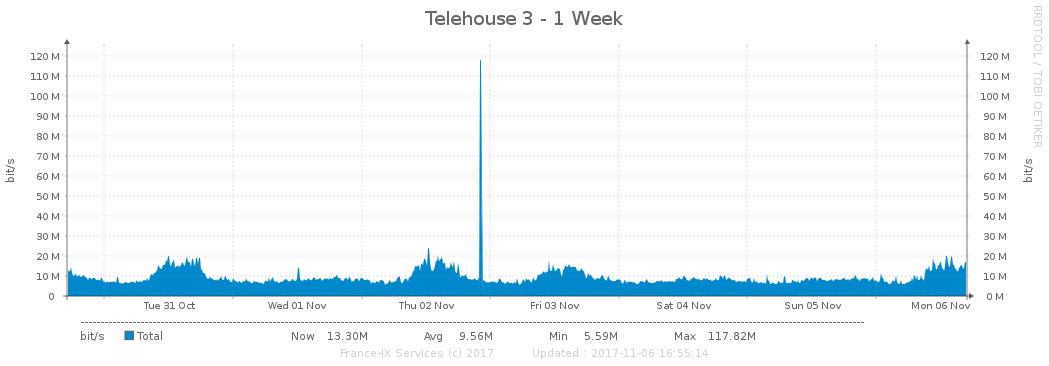 Telehouse 3 - 1 Week
RRDTOOL / TOBI OETIKER
bit/s
120 M
110 M
100 M
90 M
80 M
70 M
60 M
50 M
40 M
30 M
20 M
10 M
0
120 M
110 M
100 M
90 M
80 M
70 M
60 M
50 M
40 M
30 M
20 M
10 M
0 M
bit/s
Tue 31 Oct Wed 01 Nov Thu 02 Nov Fri 03 Nov Sat 04 Nov Sun 05 Nov Mon 06 Nov
bit/s Total Now 13.30M Avg 9.56M Min 5.59M Max 117.82M
France-IX Services (c) 2017 Updated : 2017-11-06 16:55:14